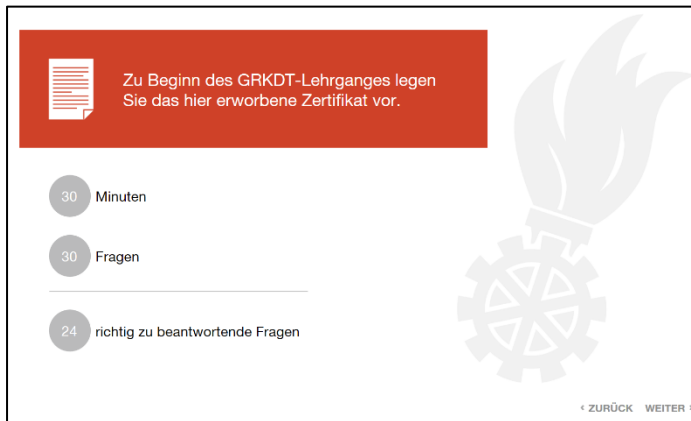 Zu Beginn des GRKDT-Lehrganges legen
Sie das hier erworbene Zertifikat vor.
30 Minuten
30 Fragen
24 richtig zu beantwortende Fragen
‹ ZURÜCK WEITER ›